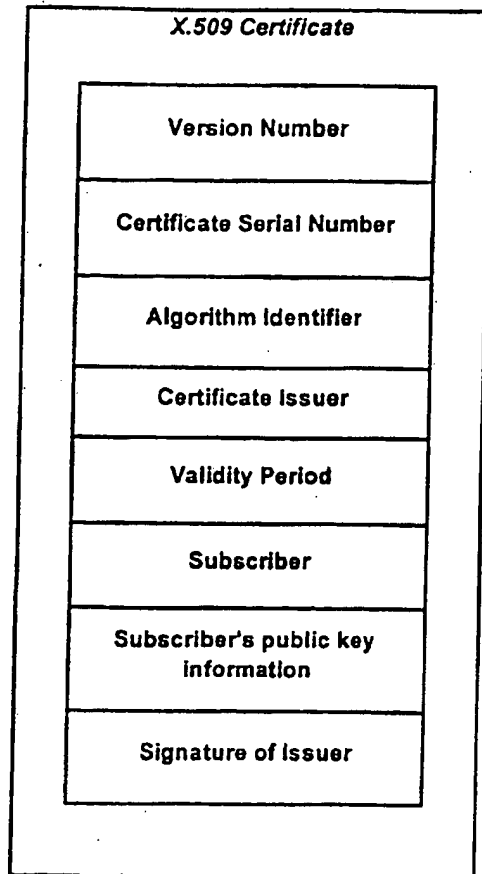 X.509 Certificate
Version Number
Certificate Serial Number
Algorithm Identifier
Certificate Issuer
Validity Period
Subscriber
Subscriber's public key
information
Signature of Issuer